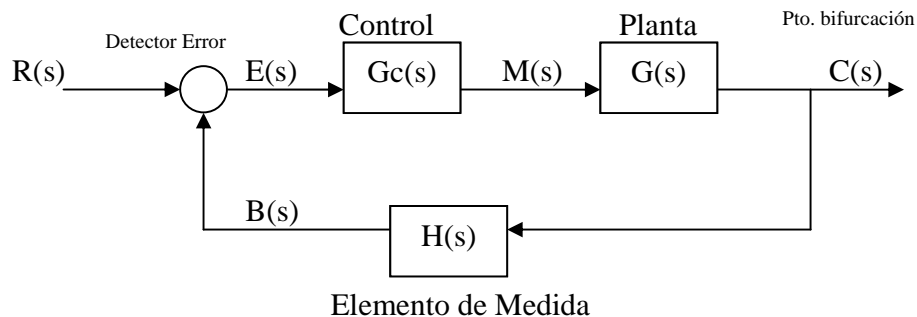 Control
Planta
Pto. bifurcación
Detector Error
R(s)
E(s)
Gc(s)
M(s)
G(s)
C(s)
B(s)
H(s)
Elemento de Medida